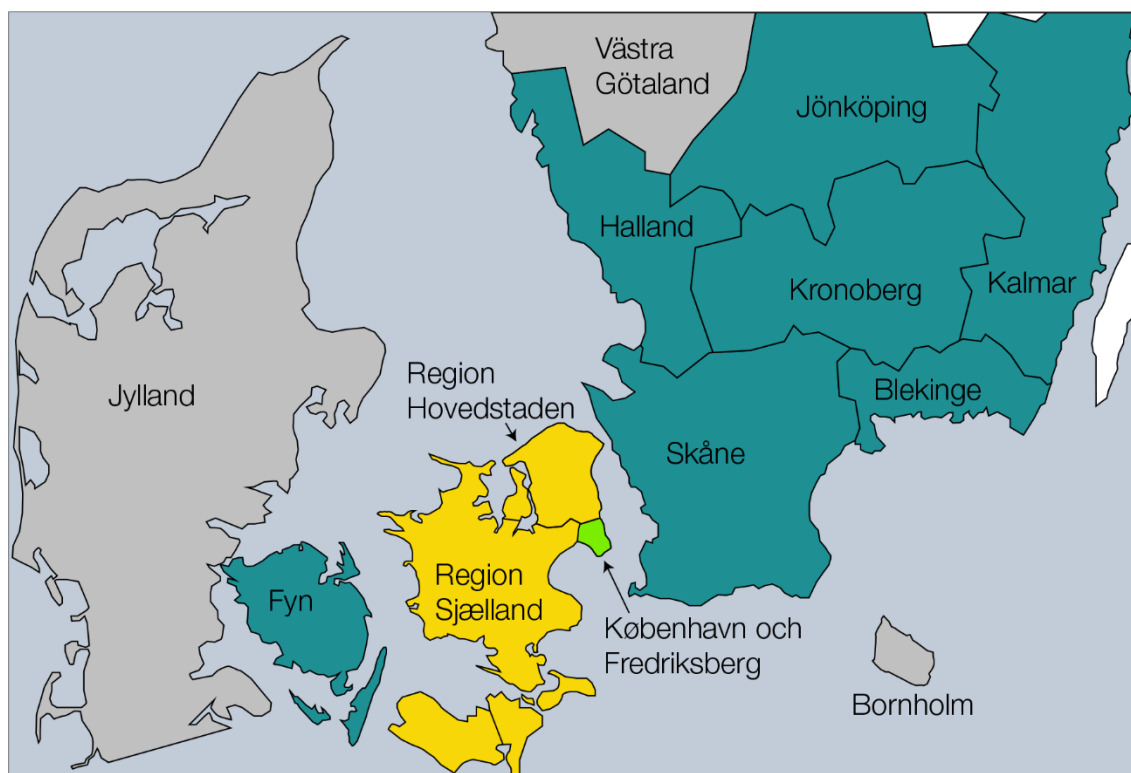 Västra
Götaland
Jönköping
Halland
Kronoberg
Kalmar
Jylland
Region
Hovedstaden
Blekinge
Skåne
Fyn
Region
Sjælland
København och
Fredriksberg
Bornholm